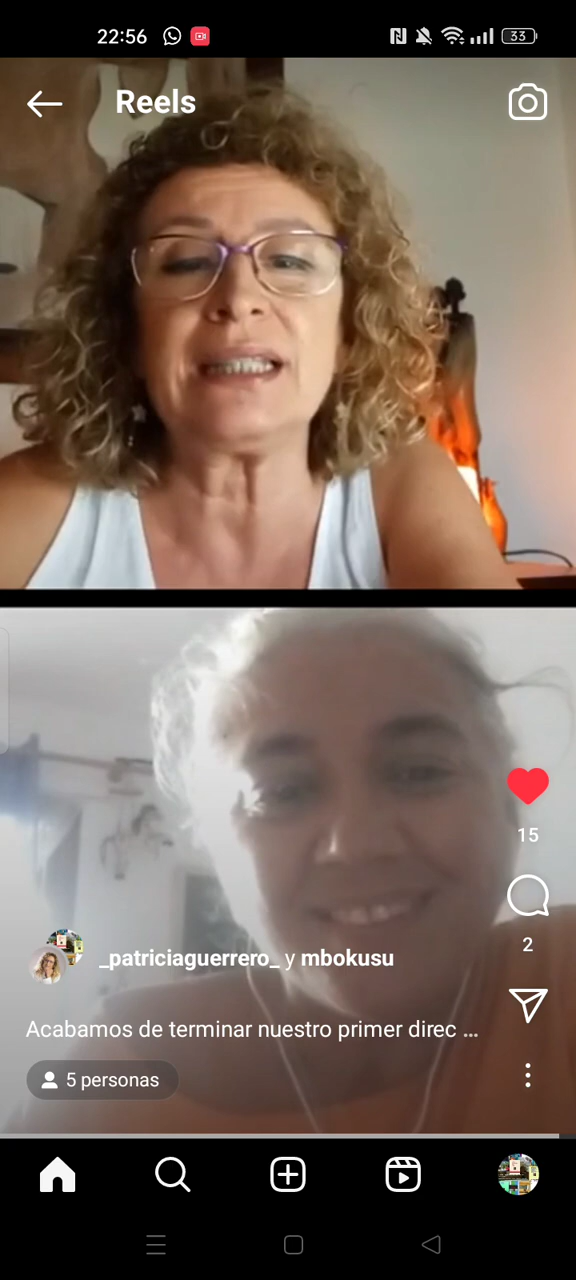 22:56
33
Reels
15
2
_patriciaguerrero_ y mbokusu
Acabamos de terminar nuestro primer direc ...
5 personas